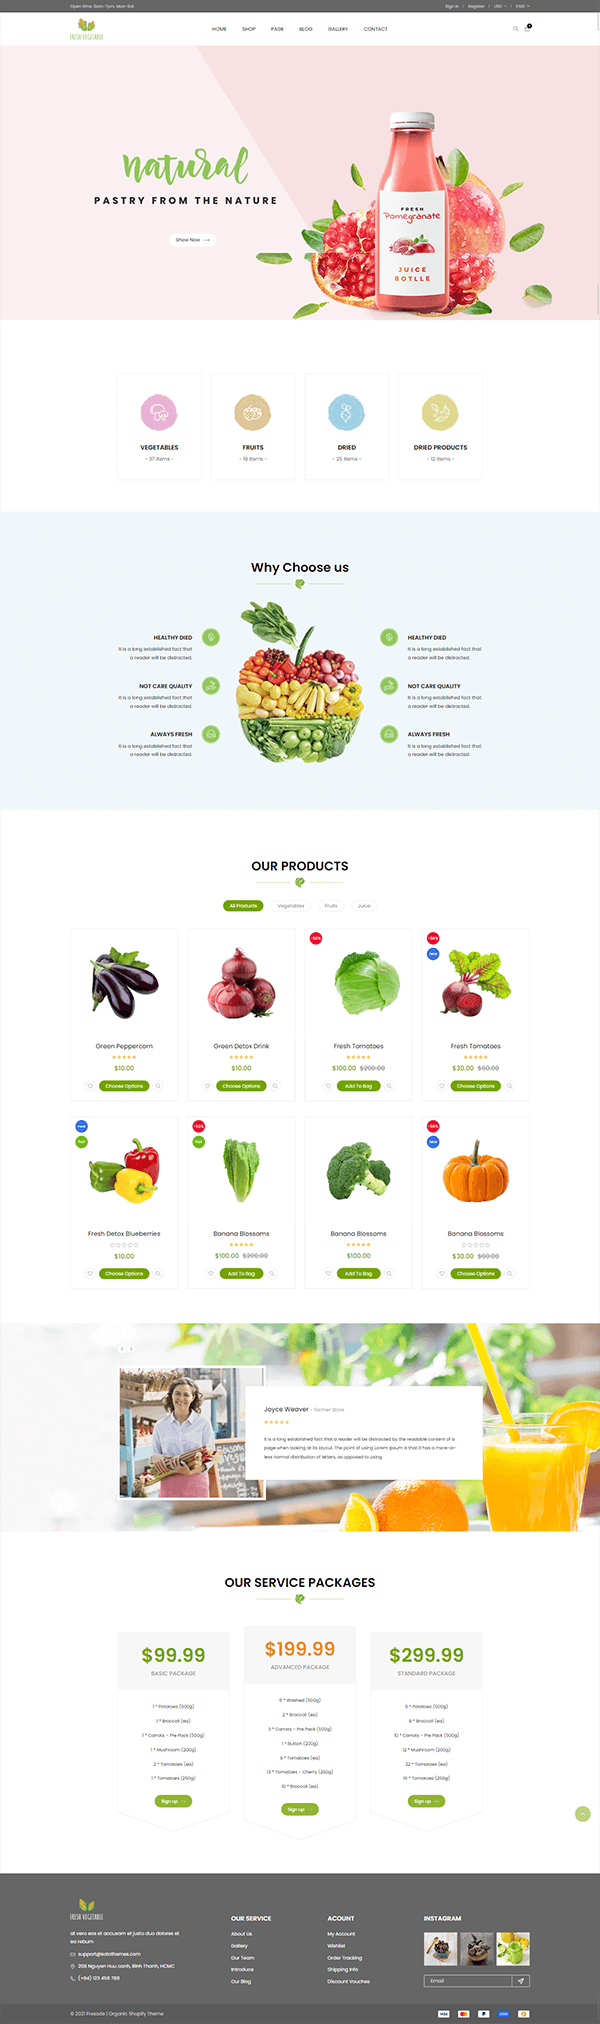 Open time: 8am-7pm, Mon-Sat
Sign in | Register | USD | ENG
FRESH VEGETABLE
HOME SHOP PAGE BLOG GALLERY CONTACT
natural
PASTRY FROM THE NATURE
Show Now
FRESH
Pomegranate
JUICE
BOTLLE
VEGETABLES FRUITS DRIED DRIED PRODUCTS
- 37 Items - - 18 Items - - 25 Items - - 12 Items -
Why Choose us
HEALTHY DIED
It is a long established fact that
a reader will be distracted.
NOT CARE QUALITY
It is a long established fact that
a reader will be distracted.
ALWAYS FRESH
It is a long established fact that
a reader will be distracted.
HEALTHY DIED
It is a long established fact that
a reader will be distracted.
NOT CARE QUALITY
It is a long established fact that
a reader will be distracted.
ALWAYS FRESH
It is a long established fact that
a reader will be distracted.
OUR PRODUCTS
All Products Vegetables Fruits Juice
-50% -50%
new
Green Peppercorn Green Detox Drink Fresh Tomatoes Fresh Tomatoes
$10.00 $10.00 $100.00 $200.00 $30.00 $60.00
Choose Options Choose Options Add To Bag Choose Options
new -50% -50%
hot hot new
Fresh Detox Blueberries Banana Blossoms Banana Blossoms Banana Blossoms
$10.00 $100.00 $200.00 $100.00 $30.00 $60.00
Choose Options Add To Bag Add To Bag Choose Options
Joyce Weaver - Farmer Store
It is a long established fact that a reader will be distracted by the readable content of a
page when looking at its layout. The point of using Lorem Ipsum is that it has a more-or-
less normal distribution of letters, as opposed to using.
OUR SERVICE PACKAGES
$99.99
BASIC PACKAGE
1 * Potatoes (500g)
1 * Broccoli (ea)
1 * Carrots - Pre Pack (500g)
1 * Mushroom (200g)
2 * Tomatoes (ea)
1 * Tomatoes (250g)
Sign up
$199.99
ADVANCED PACKAGE
6 * Washed (500g)
2 * Broccoli (ea)
3 * Carrots - Pre Pack (500g)
1 * Button (200g)
9 * Tomatoes (ea)
13 * Tomatoes - Cherry (250g)
10 * Broccoli (ea)
Sign up
$299.99
STANDARD PACKAGE
6 * Potatoes (500g)
8 * Broccoli (ea)
10 * Carrots - Pre Pack (500g)
12 * Mushroom (200g)
22 * Tomatoes (ea)
16 * Tomatoes (250g)
Sign up
FRESH VEGETABLE
at vero eos et accusam et justo duo dolores et
ea rebum
support@kalathemes.com
208 Nguyen Huu canh, Binh Thanh, HCMC
(+84) 123 456 789
OUR SERVICE
About Us
Gallery
Our Team
Introduce
Our Blog
ACOUNT
My Account
Wishlist
Order Tracking
Shipping Info
Discount Vouches
INSTAGRAM
Email
© 2021 Fresade | Organic Shopify Theme
VISA